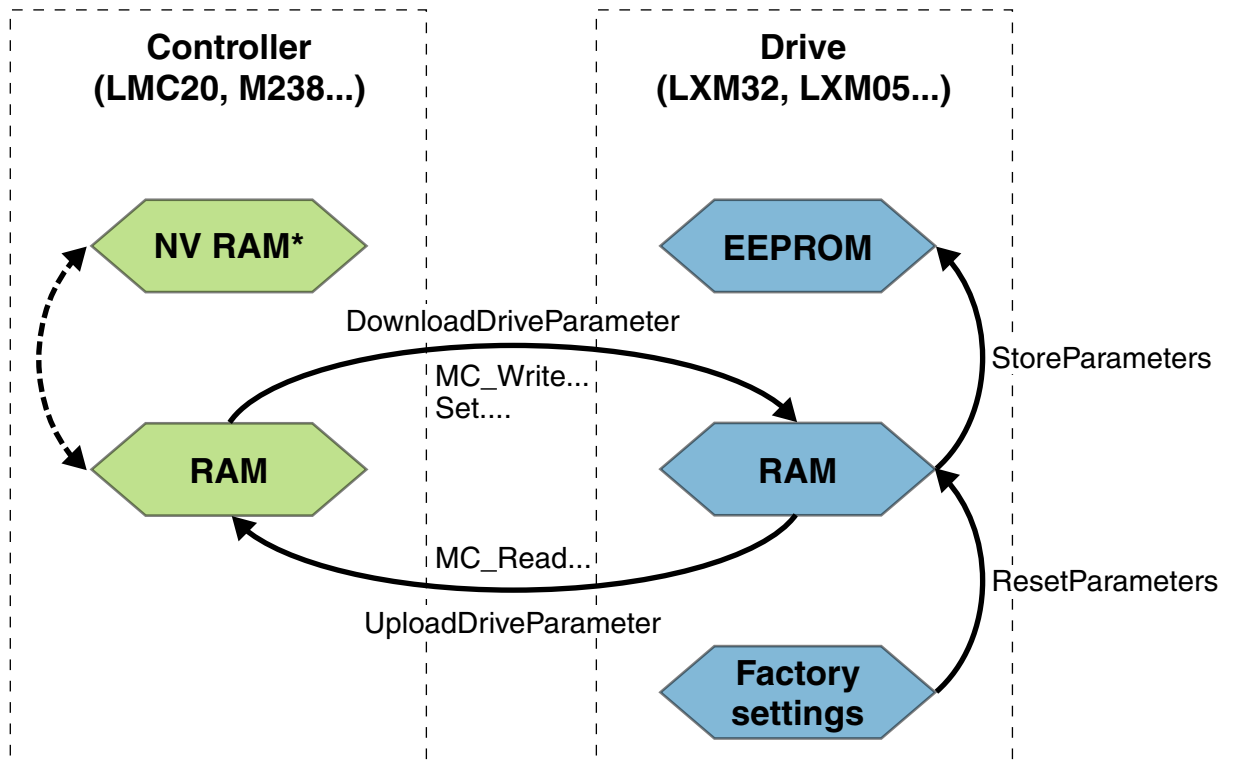 Controller
(LMC20, M238...)
Drive
(LXM32, LXM05...)
NV RAM*
EEPROM
DownloadDriveParameter
MC_Write...
Set....
StoreParameters
RAM
RAM
MC_Read...
UploadDriveParameter
ResetParameters
Factory
settings